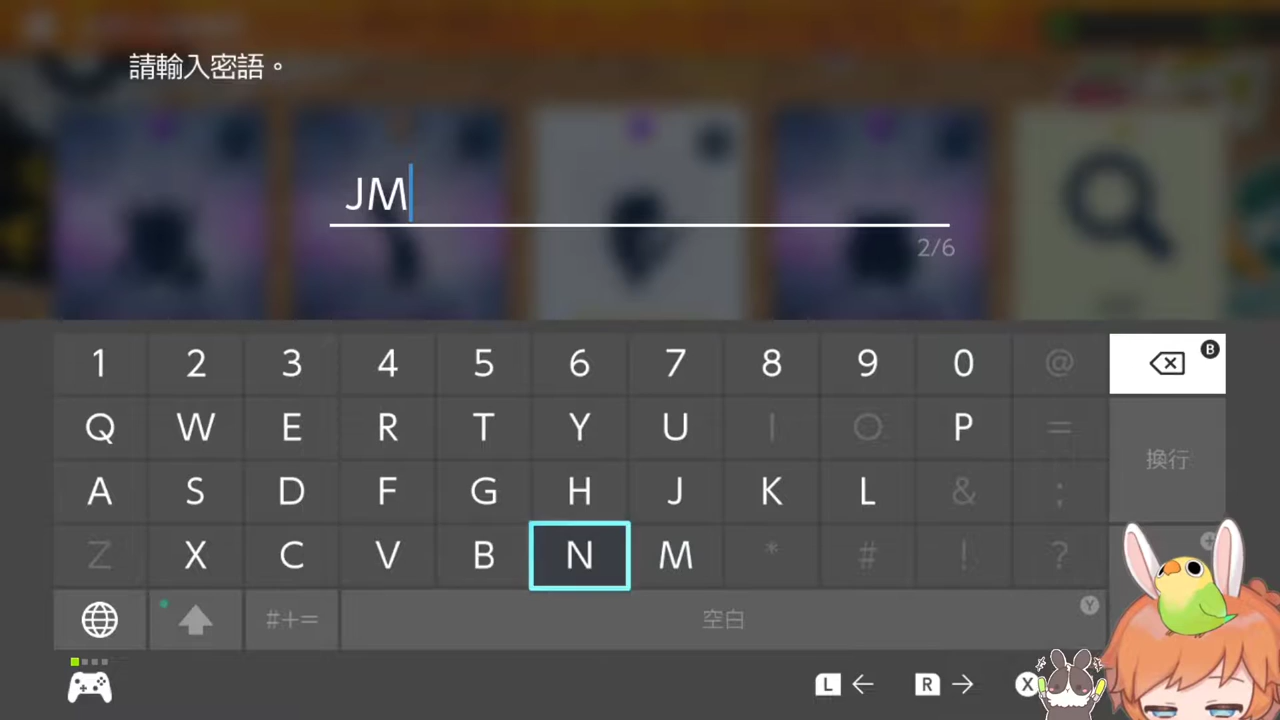 請輸入密語。
JM
2/6
1 2 3 4 5 6 7 8 9 0 @ B
Q W E R T Y U I O P =
換行
A S D F G H J K L & ;
Z X C V B N M * # ! ? +
#+= 空白 Y
L ← R → X